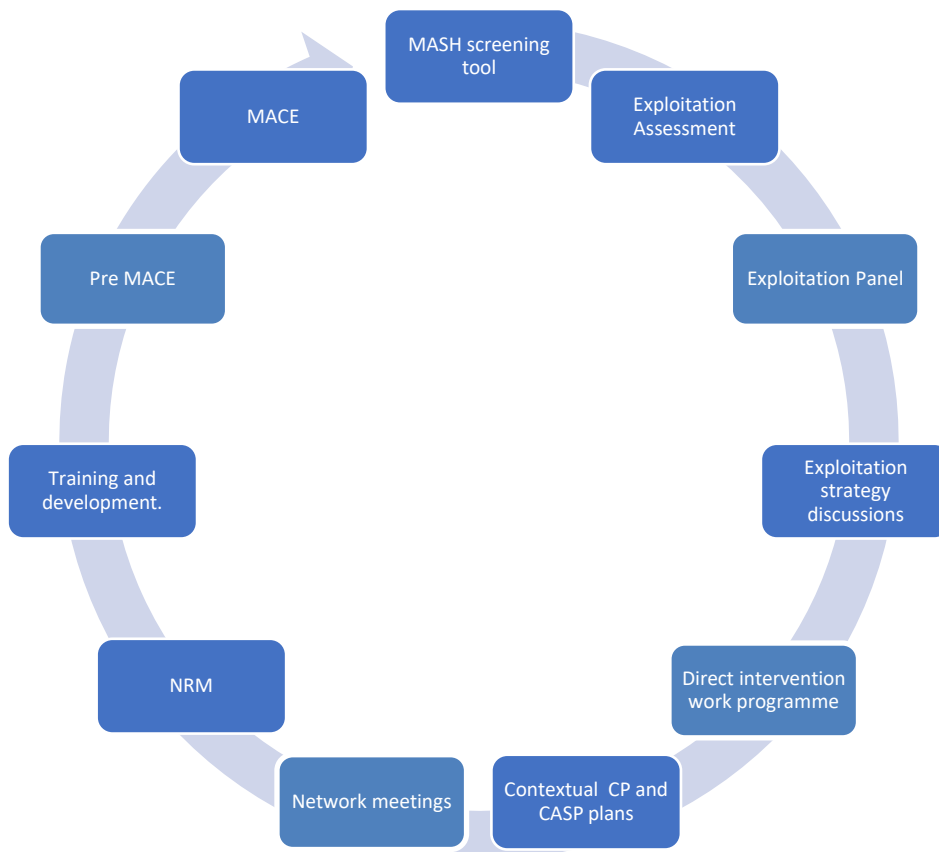 MASH screening
tool
Exploitation
Assessment
Exploitation Panel
Exploitation
strategy
discussions
Direct intervention
work programme
Contextual  CP and
CASP plans
Network meetings
NRM
Training and
development.
Pre MACE
MACE